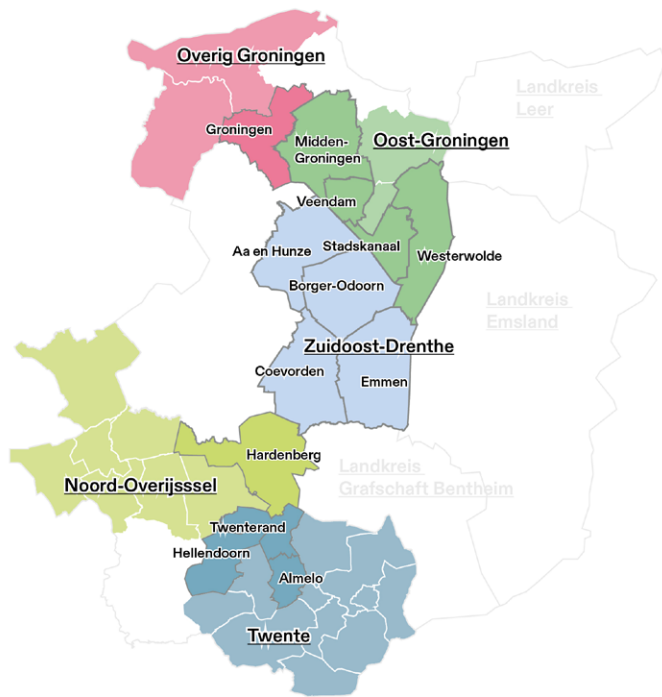 Overig Groningen
Landkreis
Leer
Groningen
Midden-
Groningen
Oost-Groningen
Veendam
Aa en Hunze
Stadskanaal
Westerwolde
Borger-Odoorn
Landkreis
Emsland
Zuidoost-Drenthe
Coevorden
Emmen
Hardenberg
Landkreis
Grafschaft Bentheim
Noord-Overijsssel
Twenterand
Hellendoorn
Almelo
Twente